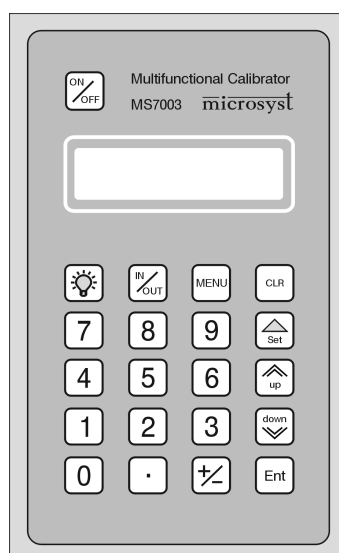 ON/OFF
Multifunctional Calibrator
MS7003 microsyst
IN/OUT MENU CLR
7 8 9 Set
4 5 6 up
1 2 3 down
0 . +/- Ent